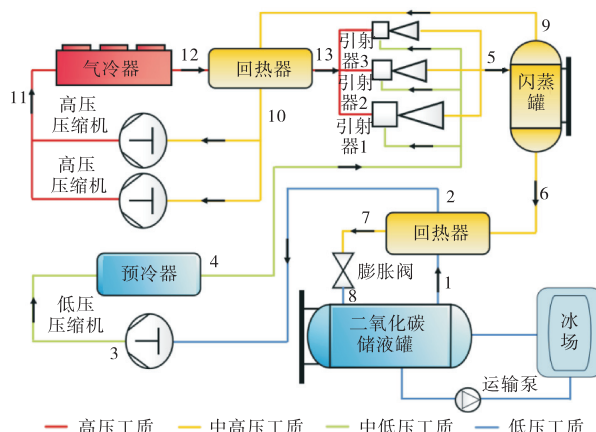 9
12
13
引射
器3
5
气冷器
回热器
引射
器2
闪蒸
罐
11
高压
压缩机
10
引射
器1
高压
压缩机
2
6
7
回热器
4
预冷器
膨胀阀
1
8
低压
压缩机
二氧化碳
储液罐
冰
场
3
运输泵
高压工质
中高压工质
中低压工质
低压工质